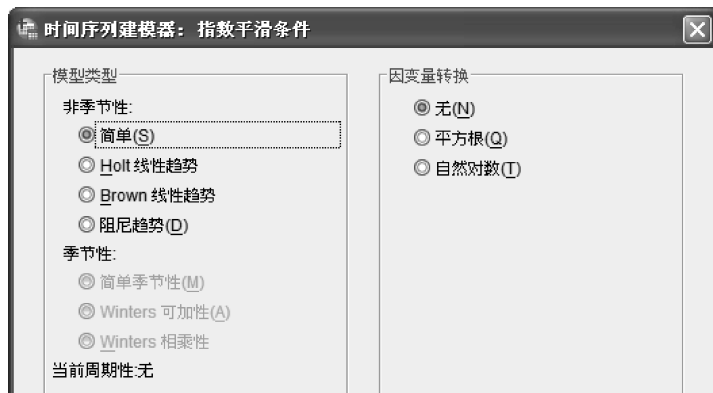 时间序列建模器：指数平滑条件
模型类型
非季节性:
简单(S)
Holt 线性趋势
Brown 线性趋势
阻尼趋势(D)
季节性:
简单季节性(M)
Winters 可加性(A)
Winters 相乘性
当前周期性:无
因变量转换
无(N)
平方根(Q)
自然对数(T)